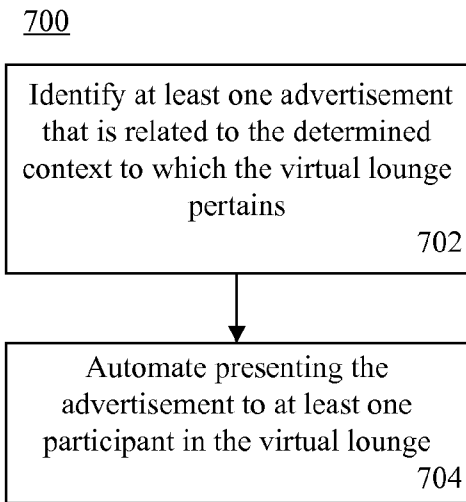 700
Identify at least one advertisement
that is related to the determined
context to which the virtual lounge
pertains
702
Automate presenting the
advertisement to at least one
participant in the virtual lounge
704